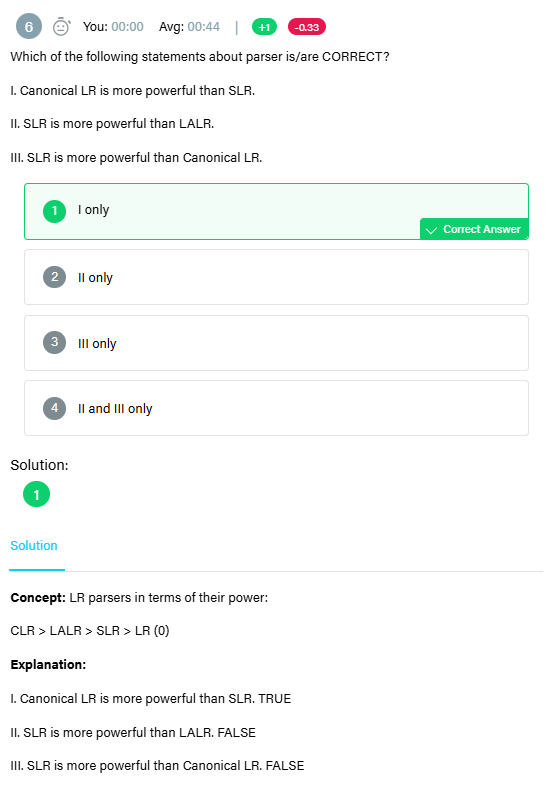 6 You: 00:00 Avg: 00:44 | +1 -0.33
Which of the following statements about parser is/are CORRECT?
I. Canonical LR is more powerful than SLR.
II. SLR is more powerful than LALR.
III. SLR is more powerful than Canonical LR.
1 I only
Correct Answer
2 II only
3 III only
4 II and III only
Solution:
1
Solution
Concept: LR parsers in terms of their power:
CLR > LALR > SLR > LR (0)
Explanation:
I. Canonical LR is more powerful than SLR. TRUE
II. SLR is more powerful than LALR. FALSE
III. SLR is more powerful than Canonical LR. FALSE